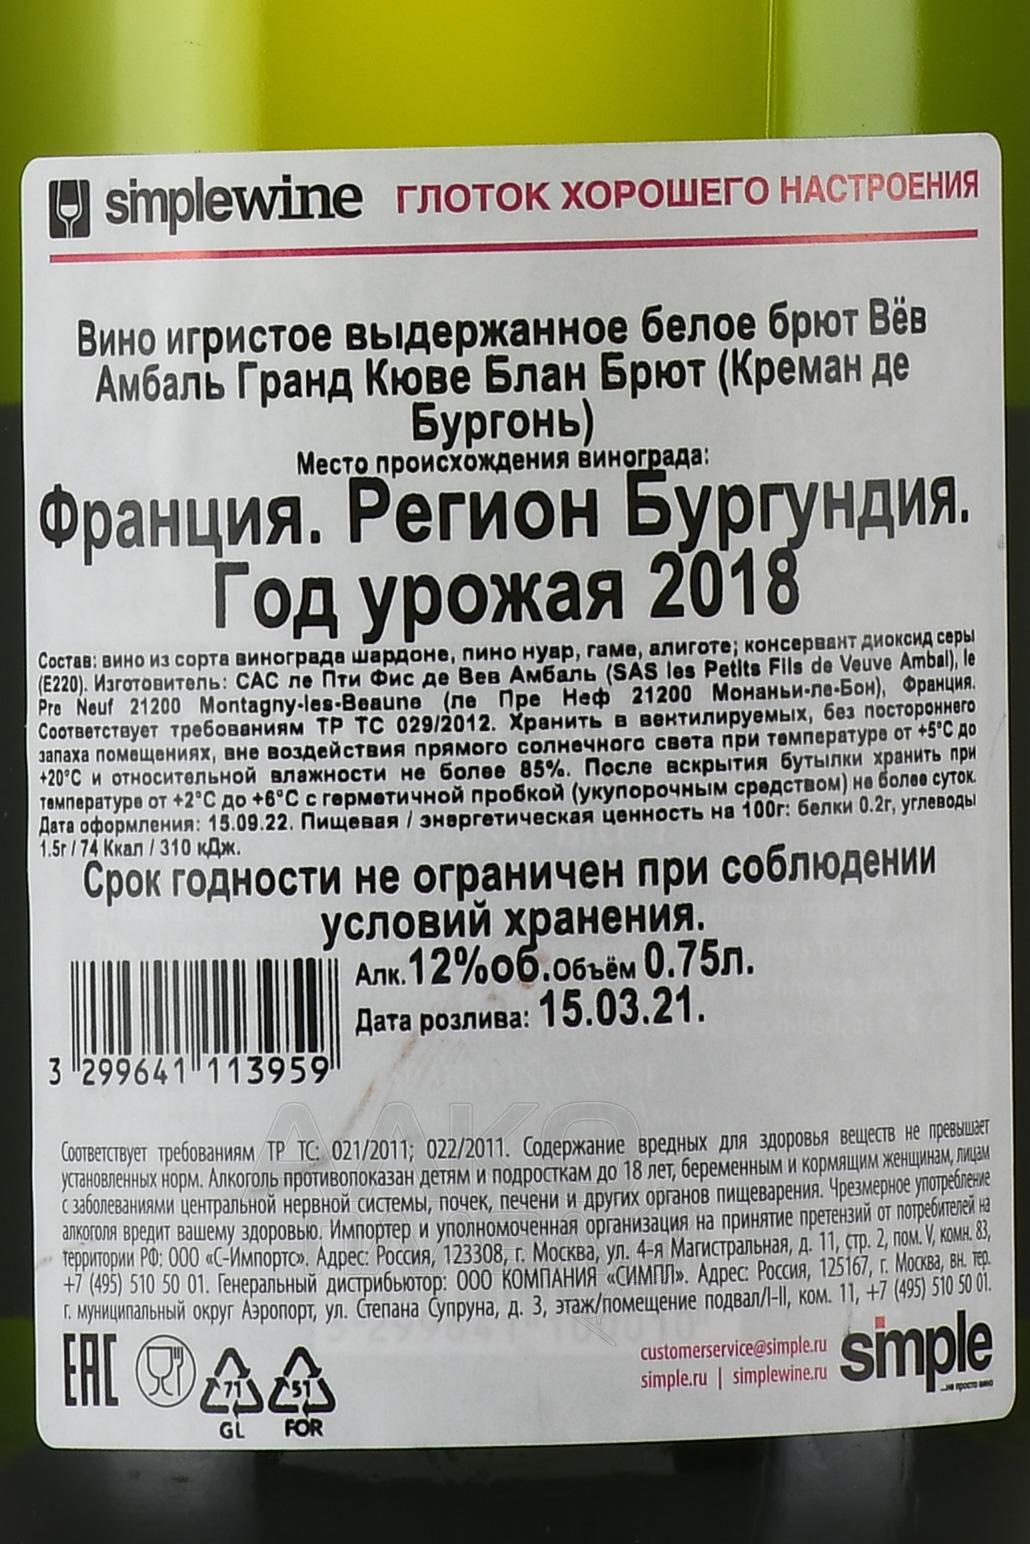 simplewine ГЛОТОК ХОРОШЕГО НАСТРОЕНИЯ
Вино игристое выдержанное белое брют Вёв
Амбаль Гранд Кюве Блан Брют (Креман де
Бургонь)
Место происхождения винограда:
Франция. Регион Бургундия.
Год урожая 2018
Состав: вино из сорта винограда шардоне, пино нуар, гаме, алиготе; консервант диоксид серы
(Е220). Изготовитель: САС ле Пти Фис де Вев Амбаль (SAS les Petits Fils de Veuve Ambal), le
Pre Neuf 21200 Montagny-les-Beaune (ле Пре Неф 21200 Монаньи-ле-Бон), Франция.
Соответствует требованиям ТР ТС 029/2012. Хранить в вентилируемых, без постороннего
запаха помещениях, вне воздействия прямого солнечного света при температуре от +5°С до
+20°С и относительной влажности не более 85%. После вскрытия бутылки хранить при
температуре от +2°С до +6°С с герметичной пробкой (укупорочным средством) не более суток.
Дата оформления: 15.09.22. Пищевая / энергетическая ценность на 100г: белки 0.2г, углеводы
1.5г / 74 Ккал / 310 кДж.
Срок годности не ограничен при соблюдении
условий хранения.
Алк.12%об.Объём 0.75л.
Дата розлива: 15.03.21.
3 299641 113959
Соответствует требованиям ТР ТС: 021/2011; 022/2011. Содержание вредных для здоровья веществ не превышает
установленных норм. Алкоголь противопоказан детям и подросткам до 18 лет, беременным и кормящим женщинам, лицам
с заболеваниями центральной нервной системы, почек, печени и других органов пищеварения. Чрезмерное употребление
алкоголя вредит вашему здоровью. Импортер и уполномоченная организация на принятие претензий от потребителей на
территории РФ: ООО «С-Импортс». Адрес: Россия, 123308, г. Москва, ул. 4-я Магистральная, д. 11, стр. 2, пом. V, комн. 83,
+7 (495) 510 50 01. Генеральный дистрибьютор: ООО КОМПАНИЯ «СИМПЛ». Адрес: Россия, 125167, г. Москва, вн. тер.
г. муниципальный округ Аэропорт, ул. Степана Супруна, д. 3, этаж/помещение подвал/I-II, ком. 11, +7 (495) 510 50 01.
EAC
71
GL
51
FOR
customerservice@simple.ru
simple.ru | simplewine.ru
simple
...не просто вино